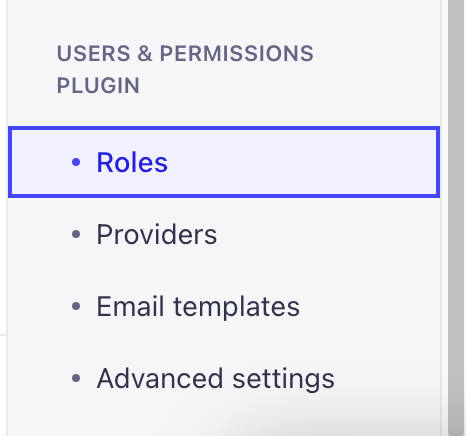 USERS & PERMISSIONS
PLUGIN
Roles
Providers
Email templates
Advanced settings